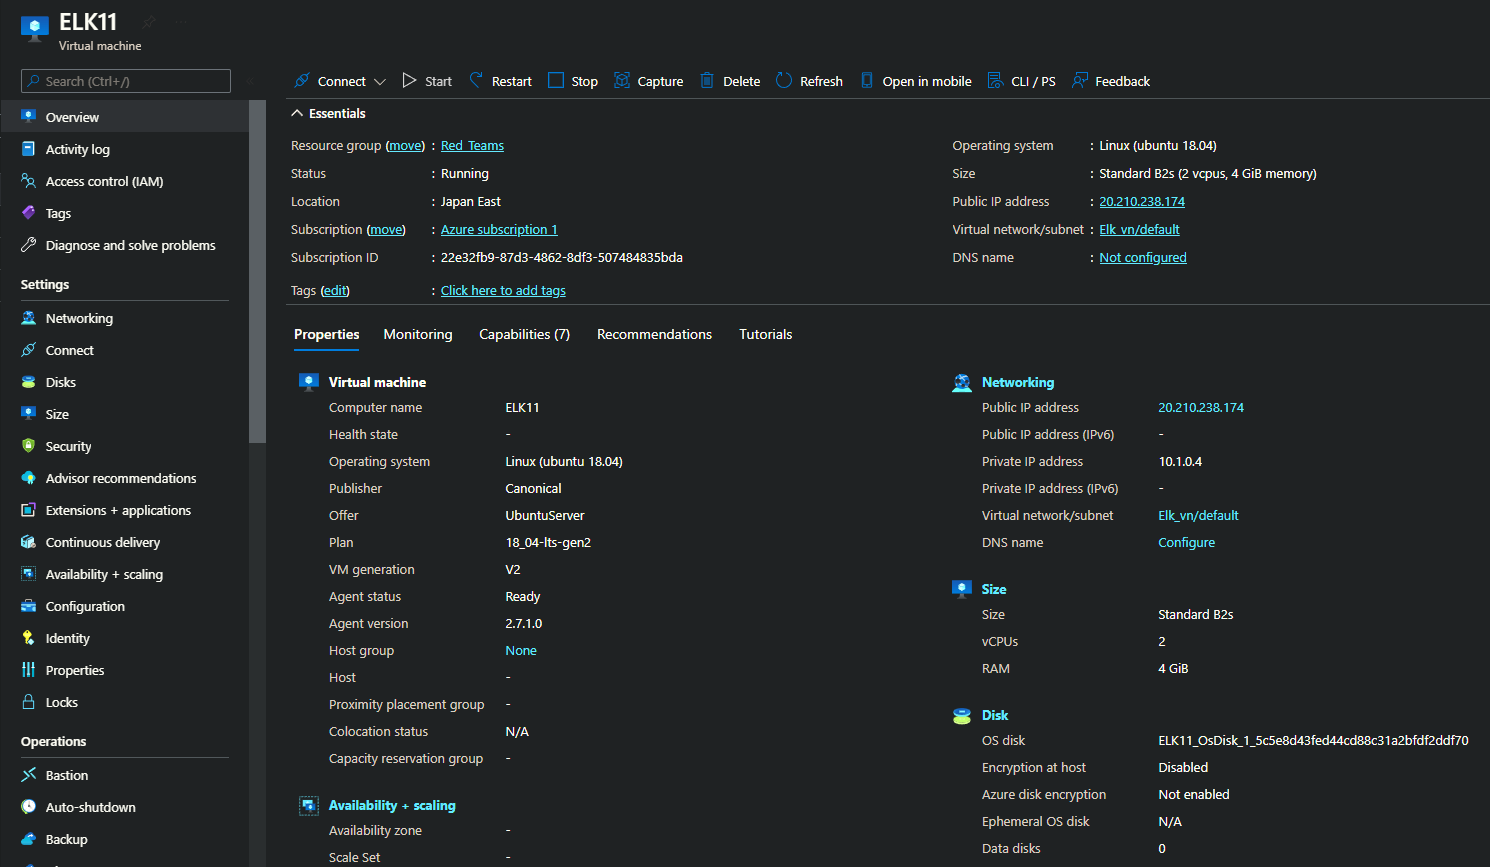 ELK11
Virtual machine
Search (Ctrl+/)
Overview
Activity log
Access control (IAM)
Tags
Diagnose and solve problems
Settings
Networking
Connect
Disks
Size
Security
Advisor recommendations
Extensions + applications
Continuous delivery
Availability + scaling
Configuration
Identity
Properties
Locks
Operations
Bastion
Auto-shutdown
Backup
Connect Start Restart Stop Capture Delete Refresh Open in mobile CLI / PS Feedback
Essentials
Resource group (move) : Red_Teams
Status : Running
Location : Japan East
Subscription (move) : Azure subscription 1
Subscription ID : 22e32fb9-87d3-4862-8df3-507484835bda
Tags (edit) : Click here to add tags
Operating system : Linux (ubuntu 18.04)
Size : Standard B2s (2 vcpus, 4 GiB memory)
Public IP address : 20.210.238.174
Virtual network/subnet : Elk_vn/default
DNS name : Not configured
Properties Monitoring Capabilities (7) Recommendations Tutorials
Virtual machine
Computer name ELK11
Health state -
Operating system Linux (ubuntu 18.04)
Publisher Canonical
Offer UbuntuServer
Plan 18_04-lts-gen2
VM generation V2
Agent status Ready
Agent version 2.7.1.0
Host group None
Host -
Proximity placement group -
Colocation status N/A
Capacity reservation group -
Availability + scaling
Availability zone -
Scale Set -
Networking
Public IP address 20.210.238.174
Public IP address (IPv6) -
Private IP address 10.1.0.4
Private IP address (IPv6) -
Virtual network/subnet Elk_vn/default
DNS name Configure
Size
Size Standard B2s
vCPUs 2
RAM 4 GiB
Disk
OS disk ELK11_OsDisk_1_5c5e8d43fed44cd88c31a2bfdf2ddf70
Encryption at host Disabled
Azure disk encryption Not enabled
Ephemeral OS disk N/A
Data disks 0